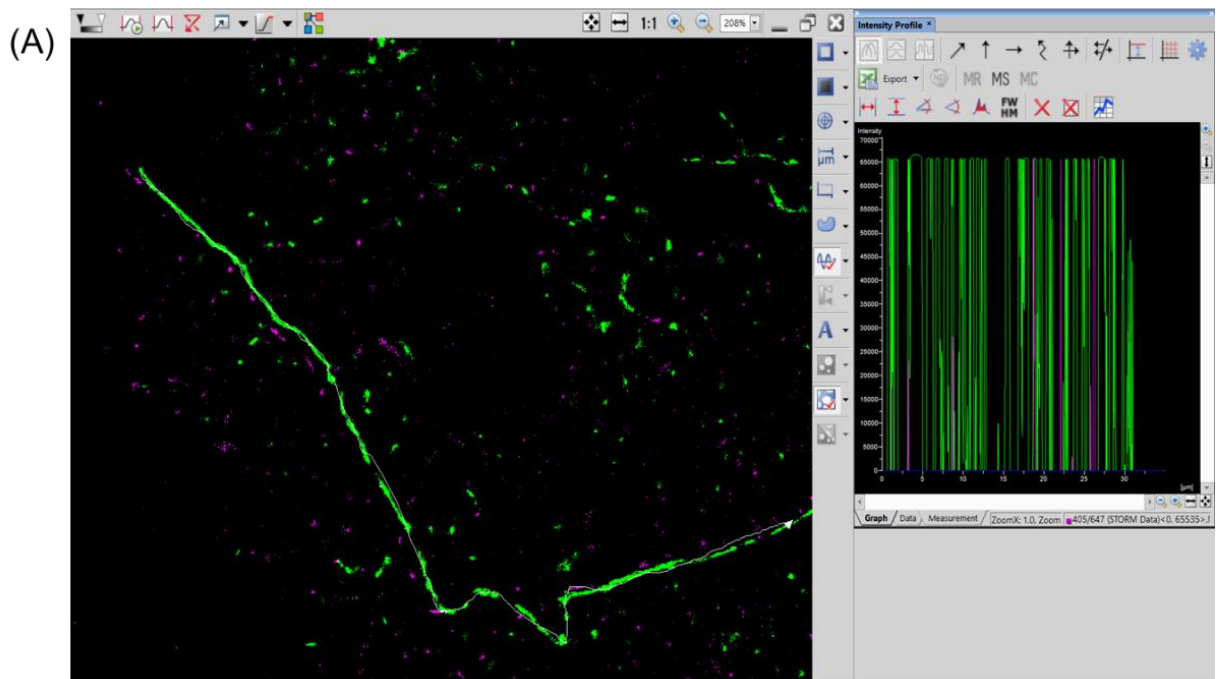 (A)
1:1
208%
µm
A
Intensity Profile ×
Export
MR MS MC
FW
HM
Intensity
70000
65000
60000
55000
50000
45000
40000
35000
30000
25000
20000
15000
10000
5000
0
0 5 10 15 20 25 30
[µm]
Graph Data Measurement ZoomX: 1.0, Zoom 405/647 (STORM Data)<0, 65535>,